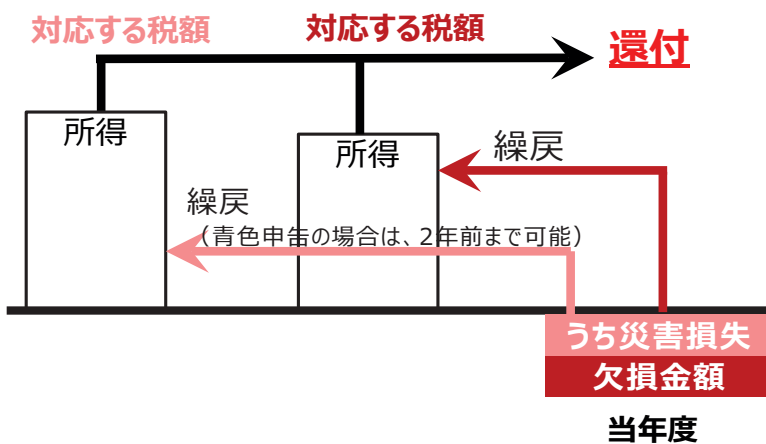 対応する税額
対応する税額
還付
所得
所得
繰戻
繰戻
（青色申告の場合は、2年前まで可能）
うち災害損失
欠損金額
当年度